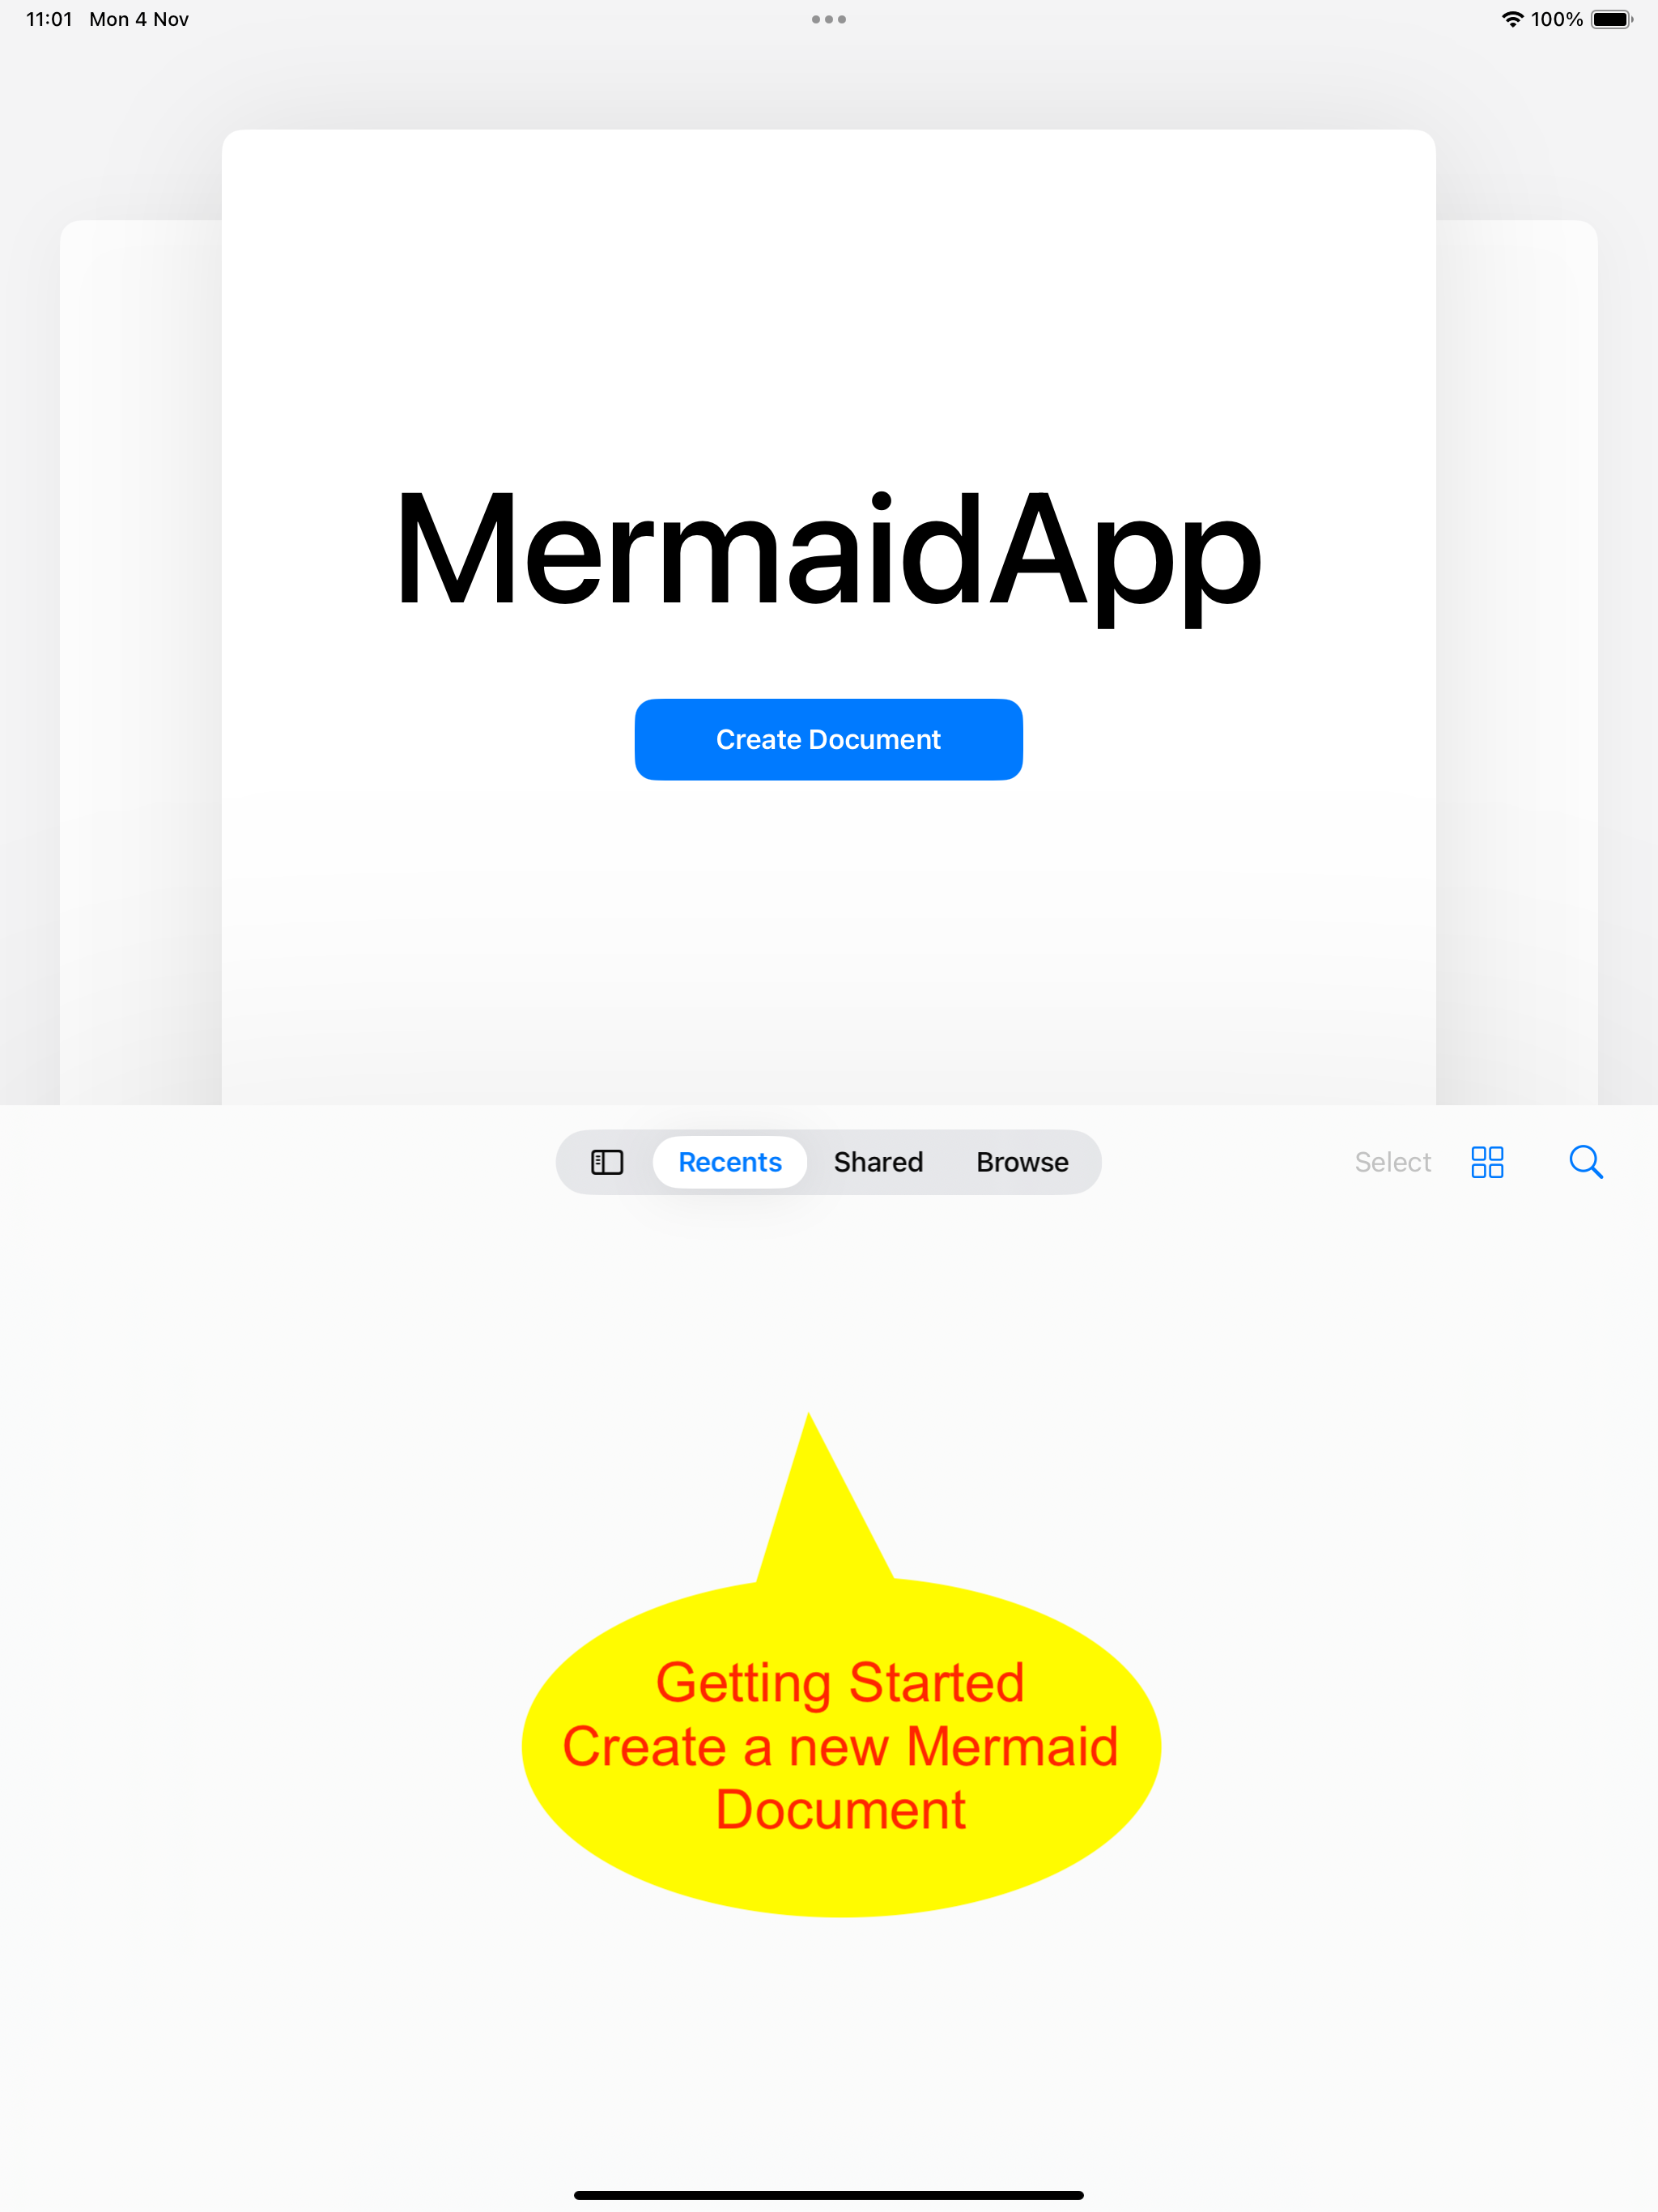 11:01 Mon 4 Nov
100%
MermaidApp
Create Document
Recents Shared Browse
Select
Getting Started
Create a new Mermaid
Document